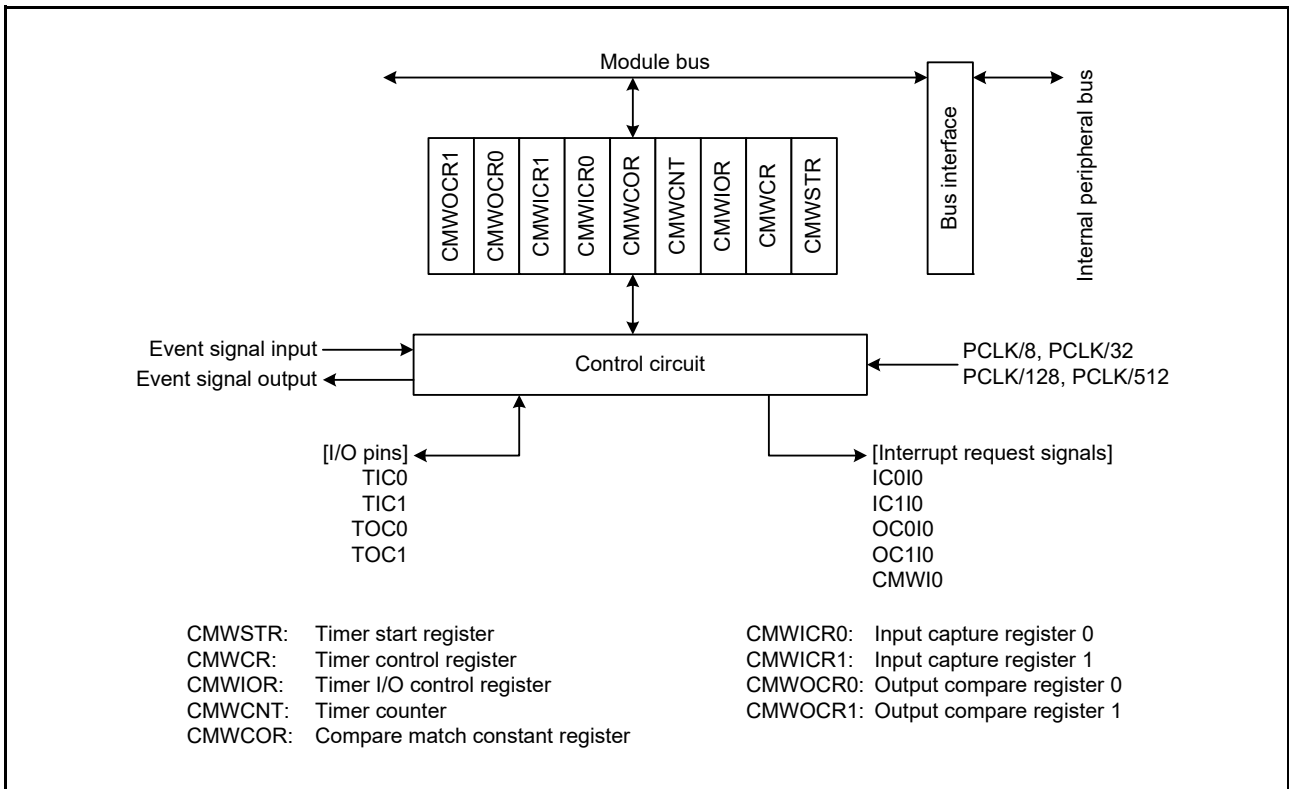 Module bus
CMWOCR1
CMWOCR0
CMWICR1
CMWICR0
CMWCOR
CMWCNT
CMWIOR
CMWCR
CMWSTR
Bus interface
Internal peripheral bus
Event signal input
Event signal output
Control circuit
PCLK/8, PCLK/32
PCLK/128, PCLK/512
[I/O pins]
TIC0
TIC1
TOC0
TOC1
[Interrupt request signals]
IC0I0
IC1I0
OC0I0
OC1I0
CMWI0
CMWSTR: Timer start register
CMWCR: Timer control register
CMWIOR: Timer I/O control register
CMWCNT: Timer counter
CMWCOR: Compare match constant register
CMWICR0: Input capture register 0
CMWICR1: Input capture register 1
CMWOCR0: Output compare register 0
CMWOCR1: Output compare register 1